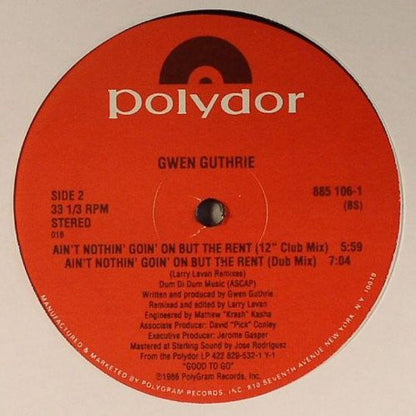 polydor
GWEN GUTHRIE
SIDE 2
33 1/3 RPM
STEREO
016
885 106-1
(BS)
AIN'T NOTHIN' GOIN' ON BUT THE RENT (12" Club Mix) 5:59
AIN'T NOTHIN' GOIN' ON BUT THE RENT (Dub Mix) 7:04
(Larry Levan Remixes)
Dum Di Dum Music (ASCAP)
Written and produced by Gwen Guthrie
Remixed and edited by Larry Levan
Engineered by Mathew "Krash" Kasha
Associate Producer: David "Pick" Conley
Executive Producer: Jerome Gasper
Mastered at Sterling Sound by Jose Rodriguez
From the Polydor LP 422 829-532-1 Y-1
"GOOD TO GO"
©1986 PolyGram Records, Inc.
MANUFACTURED & MARKETED BY POLYGRAM RECORDS, INC. 810 SEVENTH AVENUE NEW YORK, N.Y. 10019